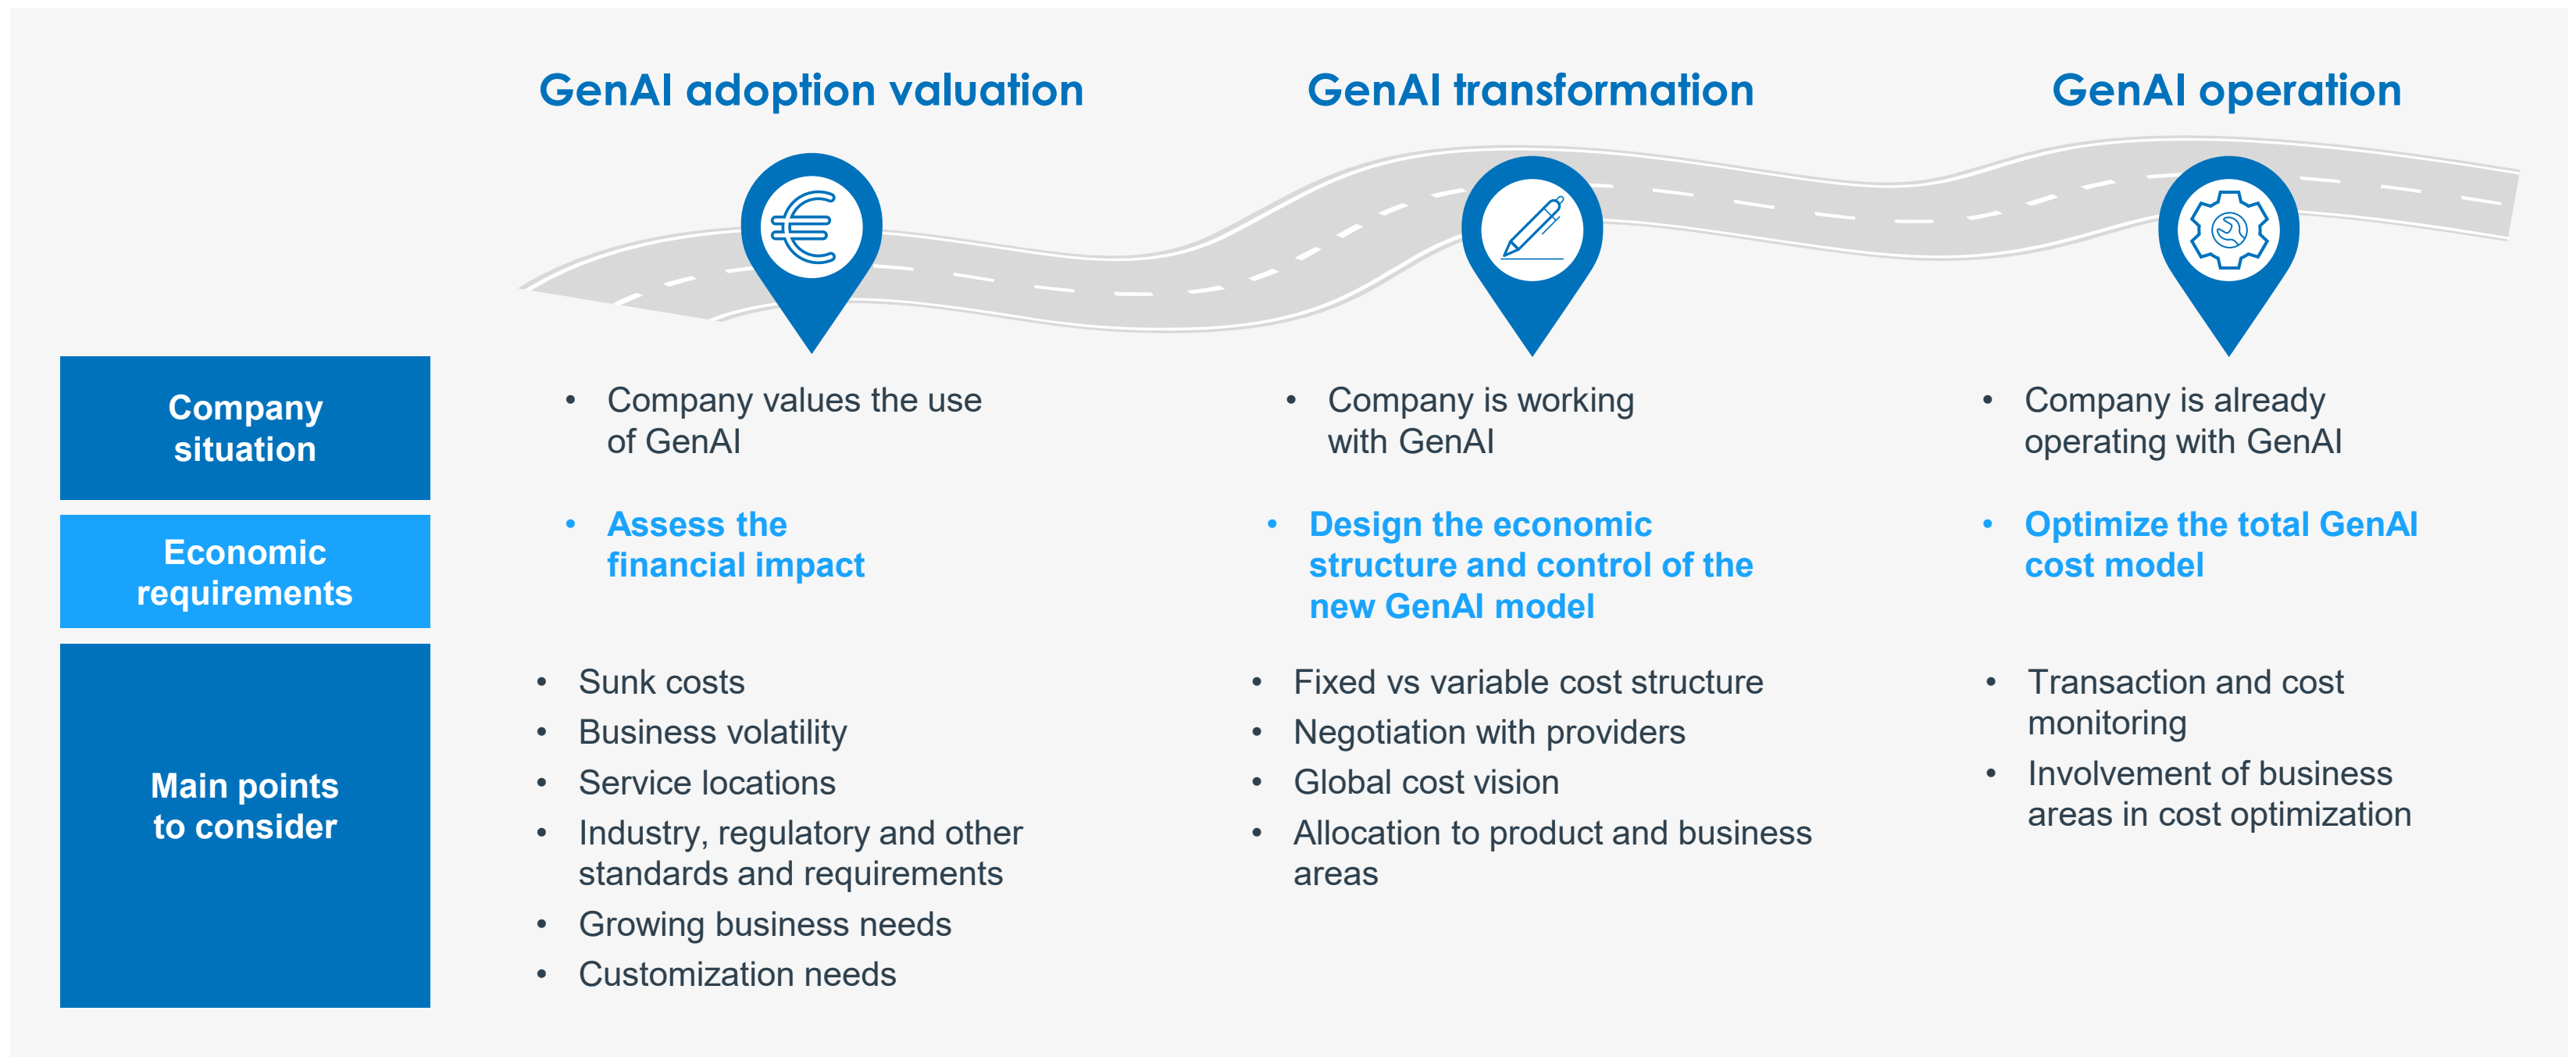 GenAI adoption valuation
GenAI transformation
GenAI operation
€
Company
situation
• Company values the use
of GenAI
• Company is working
with GenAI
• Company is already
operating with GenAI
Economic
requirements
• Assess the
financial impact
• Design the economic
structure and control of the
new GenAI model
• Optimize the total GenAI
cost model
Main points
to consider
• Sunk costs
• Business volatility
• Service locations
• Industry, regulatory and other
standards and requirements
• Growing business needs
• Customization needs
• Fixed vs variable cost structure
• Negotiation with providers
• Global cost vision
• Allocation to product and business
areas
• Transaction and cost
monitoring
• Involvement of business
areas in cost optimization